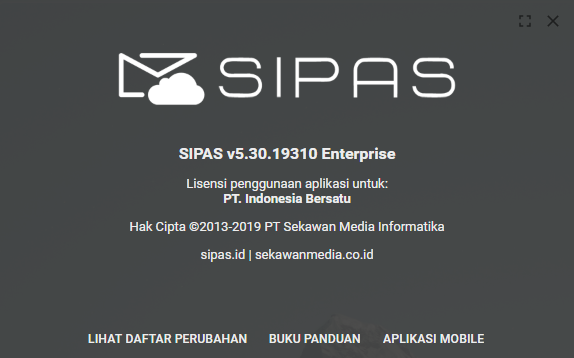 SIPAS
SIPAS v5.30.19310 Enterprise
Lisensi penggunaan aplikasi untuk:
PT. Indonesia Bersatu
Hak Cipta ©2013-2019 PT Sekawan Media Informatika
sipas.id | sekawanmedia.co.id
LIHAT DAFTAR PERUBAHAN BUKU PANDUAN APLIKASI MOBILE